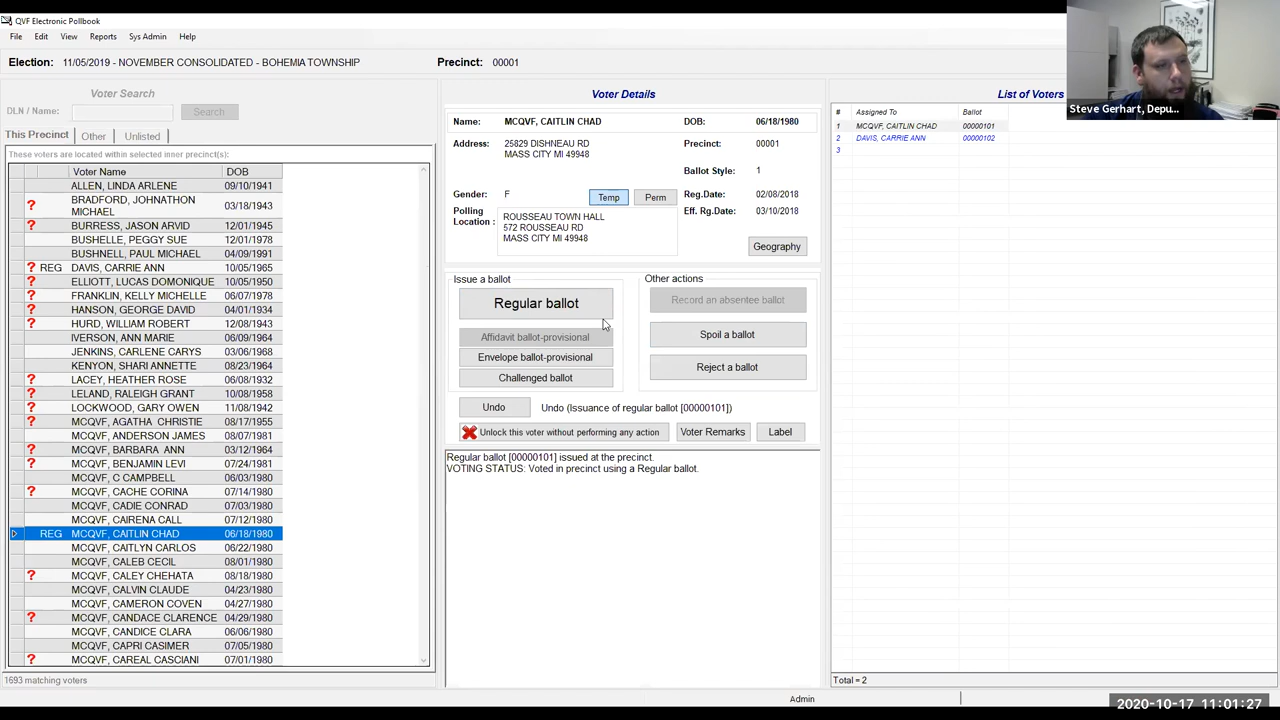 QVF Electronic Pollbook
File Edit View Reports Sys Admin Help
Election: 11/05/2019 - NOVEMBER CONSOLIDATED - BOHEMIA TOWNSHIP Precinct: 00001
Voter Search
DLN / Name: Search
This Precinct Other Unlisted
These voters are located within selected inner precinct(s):
Voter Name DOB
ALLEN, LINDA ARLENE 09/10/1941
? BRADFORD, JOHNATHON 03/18/1943
MICHAEL
? BURRESS, JASON ARVID 12/01/1945
BUSHELLE, PEGGY SUE 12/01/1978
BUSHNELL, PAUL MICHAEL 04/09/1991
? REG DAVIS, CARRIE ANN 10/05/1965
? ELLIOTT, LUCAS DOMONIQUE 10/05/1950
? FRANKLIN, KELLY MICHELLE 06/07/1978
? HANSON, GEORGE DAVID 04/01/1934
? HURD, WILLIAM ROBERT 12/08/1943
IVERSON, ANN MARIE 06/09/1964
JENKINS, CARLENE CARYS 03/06/1968
KENYON, SHARI ANNETTE 08/23/1964
? LACEY, HEATHER ROSE 06/08/1932
? LELAND, RALEIGH GRANT 10/08/1958
? LOCKWOOD, GARY OWEN 11/08/1942
? MCQVF, AGATHA CHRISTIE 08/17/1955
MCQVF, ANDERSON JAMES 08/07/1981
? MCQVF, BARBARA ANN 03/12/1964
? MCQVF, BENJAMIN LEVI 07/24/1981
MCQVF, C CAMPBELL 06/03/1980
? MCQVF, CACHE CORINA 07/14/1980
MCQVF, CADIE CONRAD 07/03/1980
MCQVF, CAIRENA CALL 07/12/1980
REG MCQVF, CAITLIN CHAD 06/18/1980
MCQVF, CAITLYN CARLOS 06/22/1980
MCQVF, CALEB CECIL 08/01/1980
? MCQVF, CALEY CHEHATA 08/18/1980
MCQVF, CALVIN CLAUDE 04/23/1980
MCQVF, CAMERON COVEN 04/27/1980
? MCQVF, CANDACE CLARENCE 04/29/1980
MCQVF, CANDICE CLARA 06/06/1980
MCQVF, CAPRI CASIMER 07/05/1980
? MCQVF, CAREAL CASCIANI 07/01/1980
1693 matching voters
Voter Details
Name: MCQVF, CAITLIN CHAD DOB: 06/18/1980
Address: 25829 DISHNEAU RD Precinct: 00001
MASS CITY MI 49948
Ballot Style: 1
Gender: F Temp Perm Reg.Date: 02/08/2018
Polling Location : ROUSSEAU TOWN HALL Eff. Rg.Date: 03/10/2018
572 ROUSSEAU RD
MASS CITY MI 49948
Geography
Issue a ballot
Regular ballot
Affidavit ballot-provisional
Envelope ballot-provisional
Challenged ballot
Other actions
Record an absentee ballot
Spoil a ballot
Reject a ballot
Undo Undo (Issuance of regular ballot [00000101])
Unlock this voter without performing any action Voter Remarks Label
Regular ballot [00000101] issued at the precinct.
VOTING STATUS: Voted in precinct using a Regular ballot.
List of Voters
# Assigned To Ballot
1 MCQVF, CAITLIN CHAD 00000101
2 DAVIS, CARRIE ANN 00000102
3
Total = 2
Admin
Steve Gerhart, Depu...
2020-10-17 11:01:27